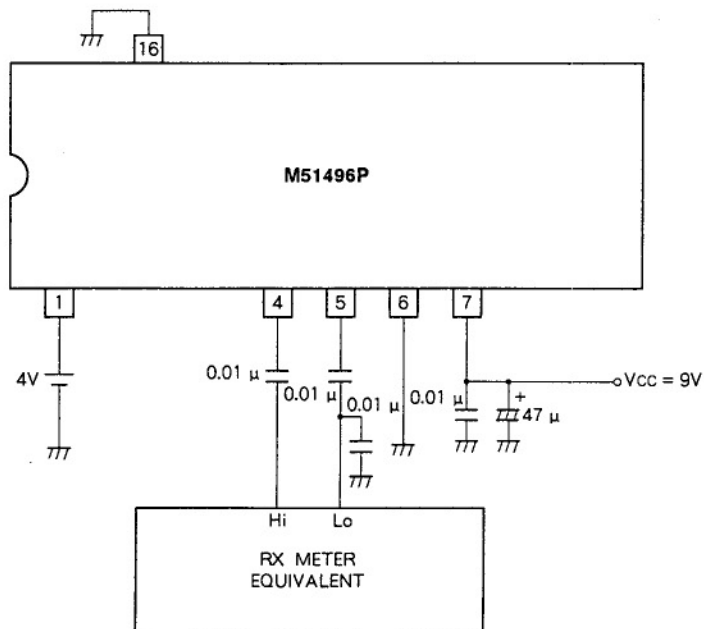 16
M51496P
1
4
5
6
7
4V
0.01 μ
0.01 μ
0.01 μ
0.01 μ
+
47 μ
VCC = 9V
Hi
Lo
RX METER
EQUIVALENT